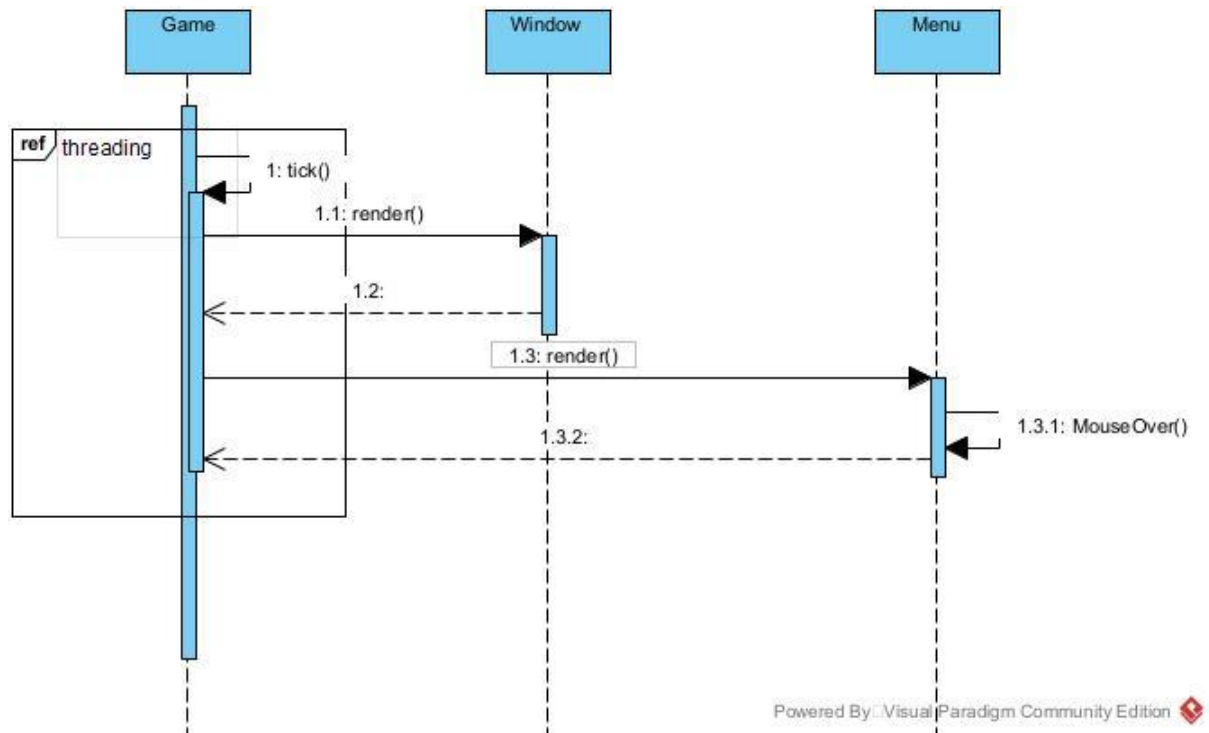 Game
Window
Menu
ref
threading
1: tick()
1.1: render()
1.2:
1.3: render()
1.3.1: MouseOver()
1.3.2:
Powered By Visual Paradigm Community Edition